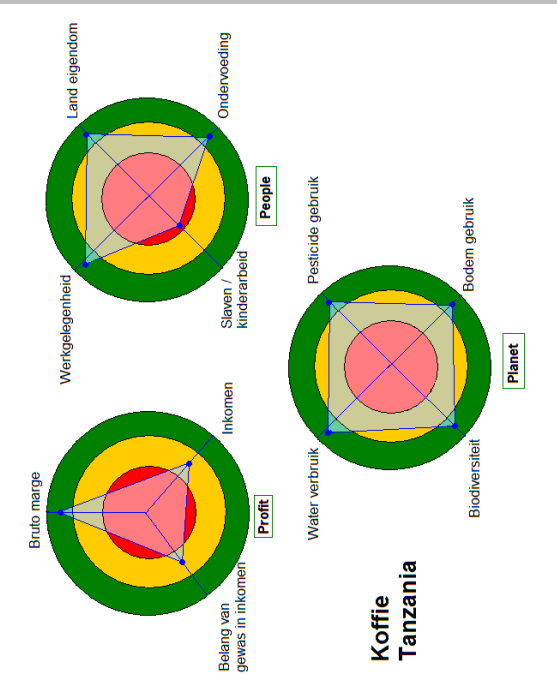 Koffie
Tanzania
Bruto marge
Inkomen
Belang van
gewas in inkomen
Profit
Werkgelegenheid
Land eigendom
Ondervoeding
Slaven /
kinderarbeid
People
Water verbruik
Pesticide gebruik
Bodem gebruik
Biodiversiteit
Planet